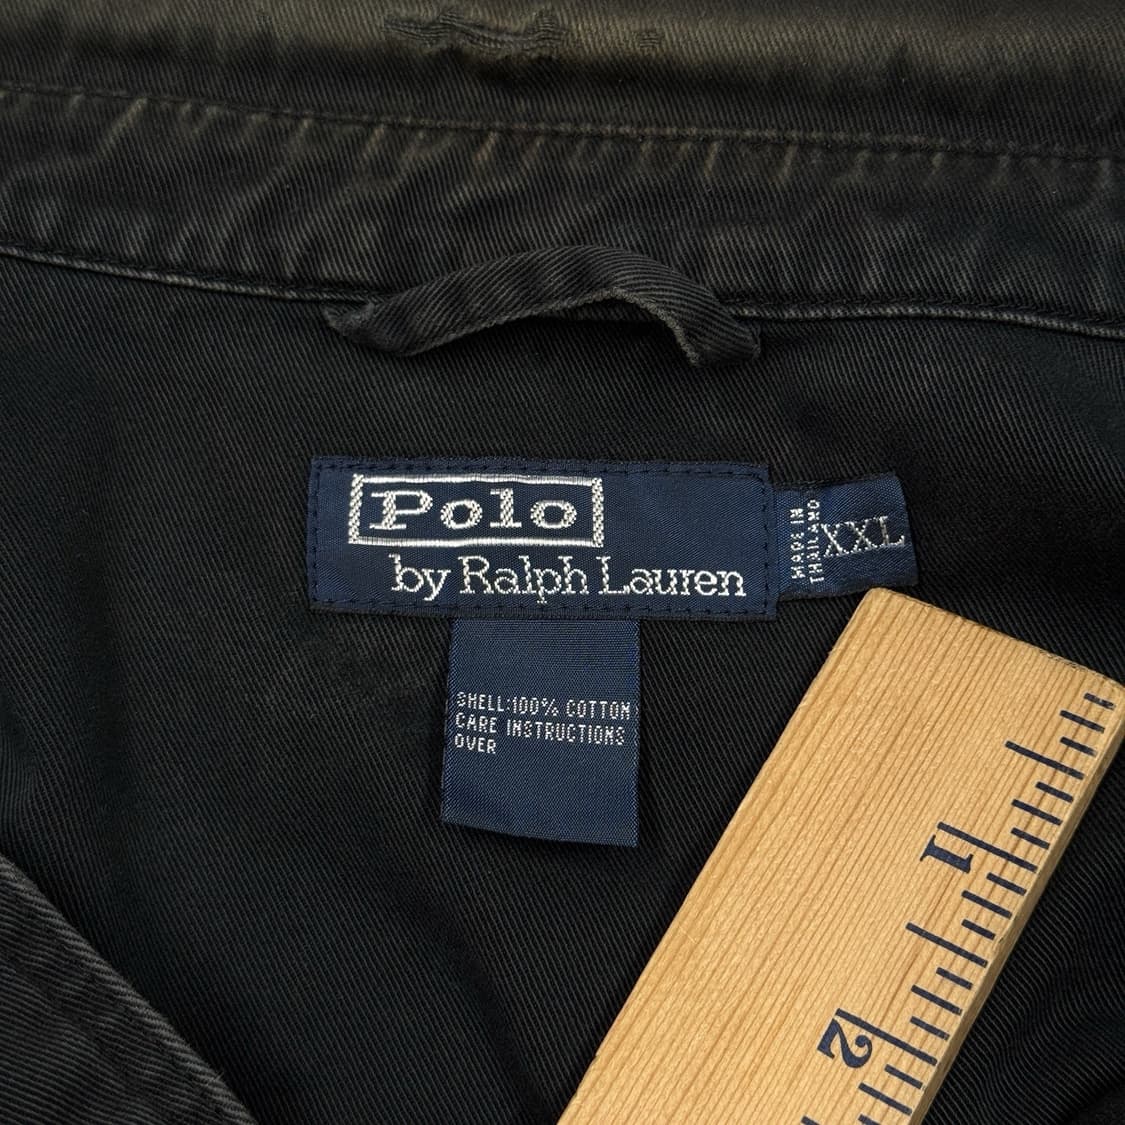 Polo
by Ralph Lauren
MADE IN
THAILAND
XXL
SHELL:100% COTTON
CARE INSTRUCTIONS
OVER
1
2